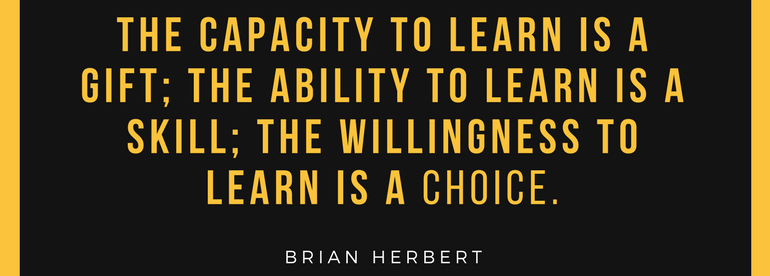 THE CAPACITY TO LEARN IS A
GIFT; THE ABILITY TO LEARN IS A
SKILL; THE WILLINGNESS TO
LEARN IS A CHOICE.
BRIAN HERBERT